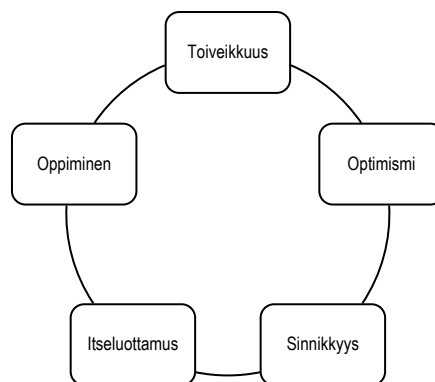 Toiveikkuus
Oppiminen
Optimismi
Itseluottamus
Sinnikkyys